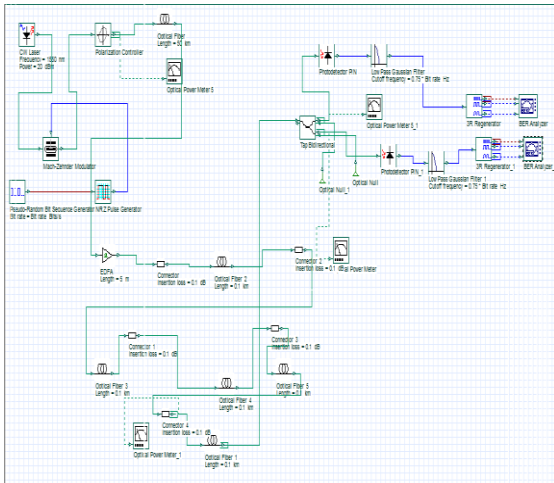 CW Laser
Frequency = 1550 nm
Power = 20 dBm
Polarization Controller
Optical Fiber
Length = 50 km
Optical Power Meter 5
Mach-Zehnder Modulator
Pseudo-Random Bit Sequence Generator
Bit rate = Bit rate Bits/s
NRZ Pulse Generator
Photodetector PIN
Low Pass Gaussian Filter
Cutoff frequency = 0.75 * Bit rate Hz
3R Regenerator
BER Analyzer
Optical Power Meter 5_1
Tap Bidirectional
Photodetector PIN_1
Low Pass Gaussian Filter 1
Cutoff frequency = 0.75 * Bit rate Hz
3R Regenerator_1
BER Analyzer_1
Optical Null_1
Optical Null
EDFA
Length = 5 m
Connector
Insertion loss = 0.1 dB
Optical Fiber 2
Length = 0.1 km
Connector 2
Insertion loss = 0.1 dB
al Power Meter
Connector 1
Insertion loss = 0.1 dB
Connector 3
Insertion loss = 0.1 dB
Optical Fiber 3
Length = 0.1 km
Optical Fiber 4
Length = 0.1 km
Optical Fiber 5
Length = 0.1 km
Connector 4
Insertion loss = 0.1 dB
Optical Power Meter_1
Optical Fiber 1
Length = 0.1 km